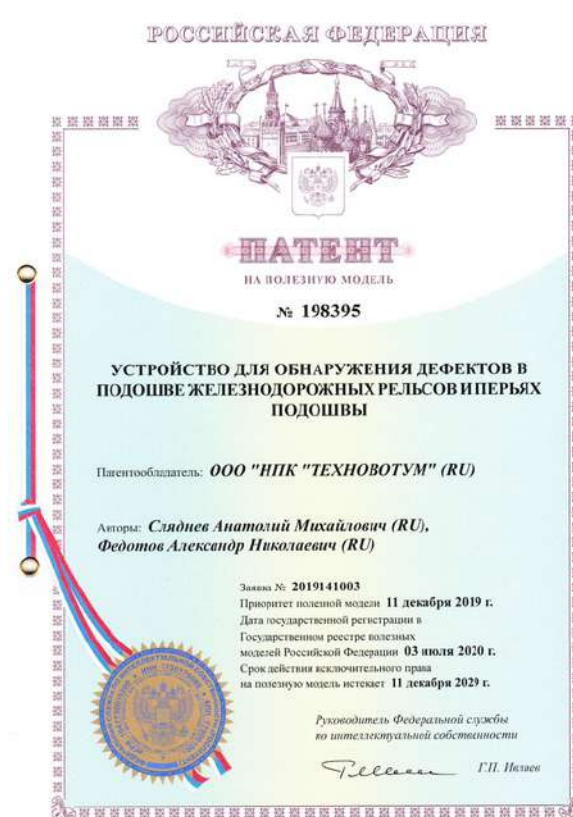 РОССИЙСКАЯ ФЕДЕРАЦИЯ
ПАТЕНТ
НА ПОЛЕЗНУЮ МОДЕЛЬ
№ 198395
УСТРОЙСТВО ДЛЯ ОБНАРУЖЕНИЯ ДЕФЕКТОВ В
ПОДОШВЕ ЖЕЛЕЗНОДОРОЖНЫХ РЕЛЬСОВ И ПЕРЬЯХ
ПОДОШВЫ
Патентообладатель: ООО "НПК "ТЕХНОВОТУМ" (RU)
Авторы: Сляднев Анатолий Михайлович (RU),
Федотов Александр Николаевич (RU)
Заявка № 2019141003
Приоритет полезной модели 11 декабря 2019 г.
Дата государственной регистрации в
Государственном реестре полезных
моделей Российской Федерации 03 июля 2020 г.
Срок действия исключительного права
на полезную модель истекает 11 декабря 2029 г.
Руководитель Федеральной службы
по интеллектуальной собственности
Г.П. Ивлиев